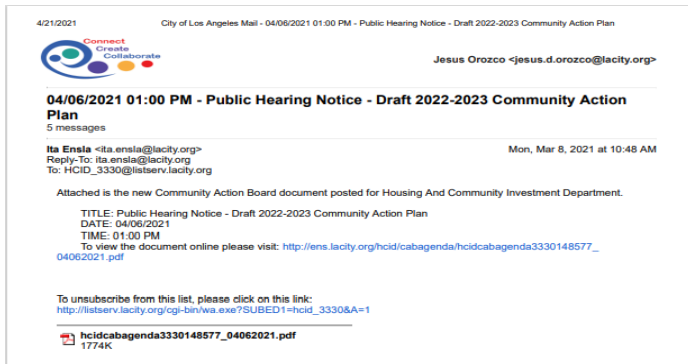 4/21/2021 City of Los Angeles Mail - 04/06/2021 01:00 PM - Public Hearing Notice - Draft 2022-2023 Community Action Plan
Connect
Create
Collaborate
Jesus Orozco <jesus.d.orozco@lacity.org>
04/06/2021 01:00 PM - Public Hearing Notice - Draft 2022-2023 Community Action
Plan
5 messages
Ita Ensla <ita.ensla@lacity.org> Mon, Mar 8, 2021 at 10:48 AM
Reply-To: ita.ensla@lacity.org
To: HCID_3330@listserv.lacity.org
Attached is the new Community Action Board document posted for Housing And Community Investment Department.
TITLE: Public Hearing Notice - Draft 2022-2023 Community Action Plan
DATE: 04/06/2021
TIME: 01:00 PM
To view the document online please visit: http://ens.lacity.org/hcid/cabagenda/hcidcabagenda3330148577_
04062021.pdf
To unsubscribe from this list, please click on this link:
http://listserv.lacity.org/cgi-bin/wa.exe?SUBED1=hcid_3330&A=1
hcidcabagenda3330148577_04062021.pdf
1774K